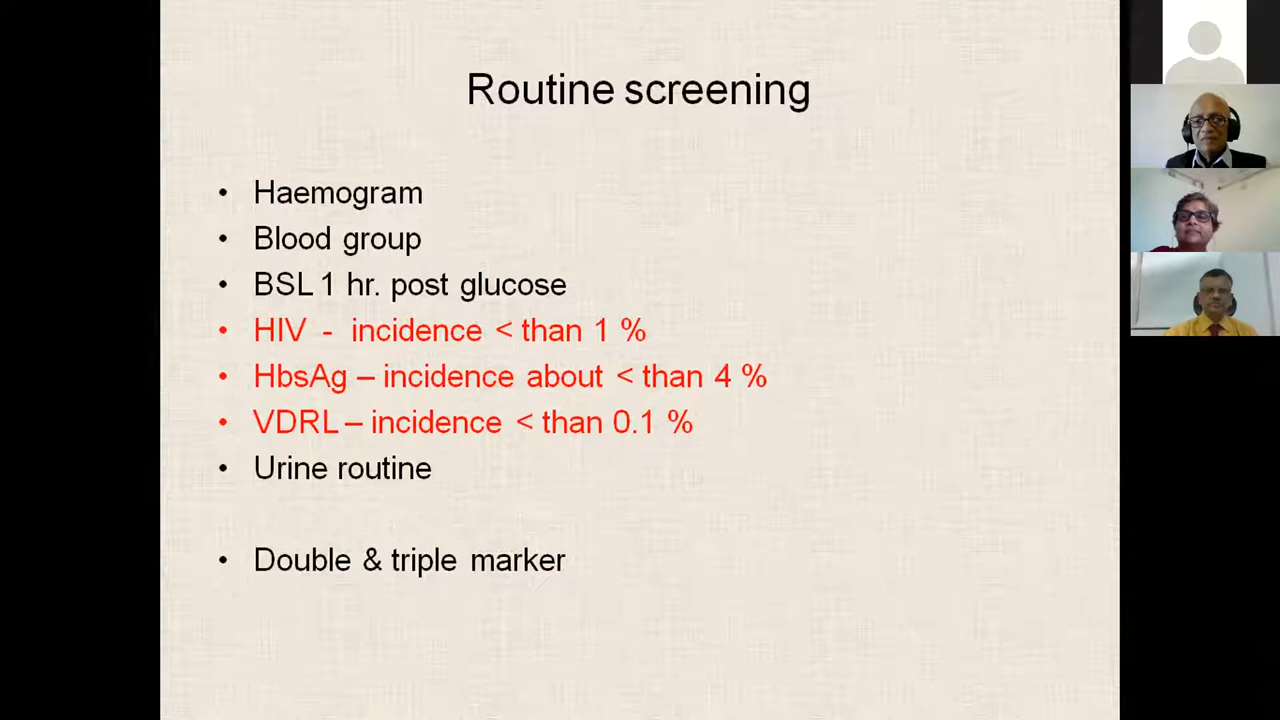 Routine screening
• Haemogram
• Blood group
• BSL 1 hr. post glucose
• HIV - incidence < than 1 %
• HbsAg – incidence about < than 4 %
• VDRL – incidence < than 0.1 %
• Urine routine
• Double & triple marker